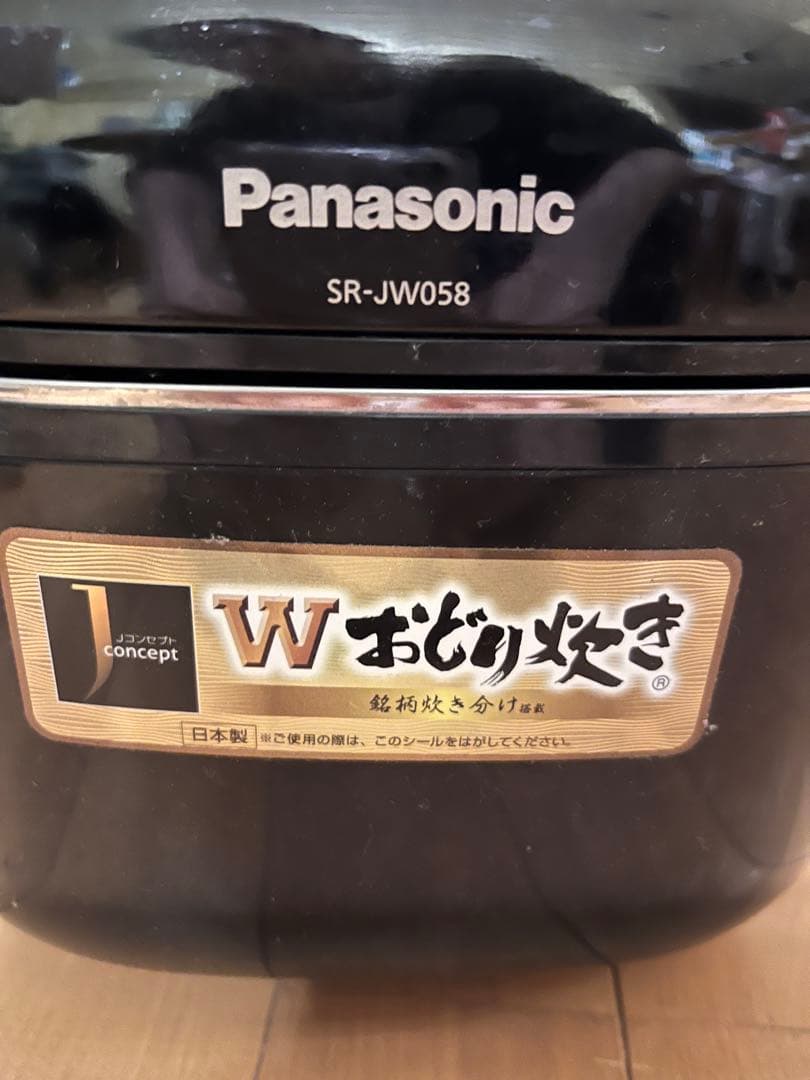 Panasonic
SR-JW058
Jコンセプト
J concept
Wおどり炊き®
銘柄炊き分け搭載
日本製 ※ご使用の際は、このシールをはがしてください。